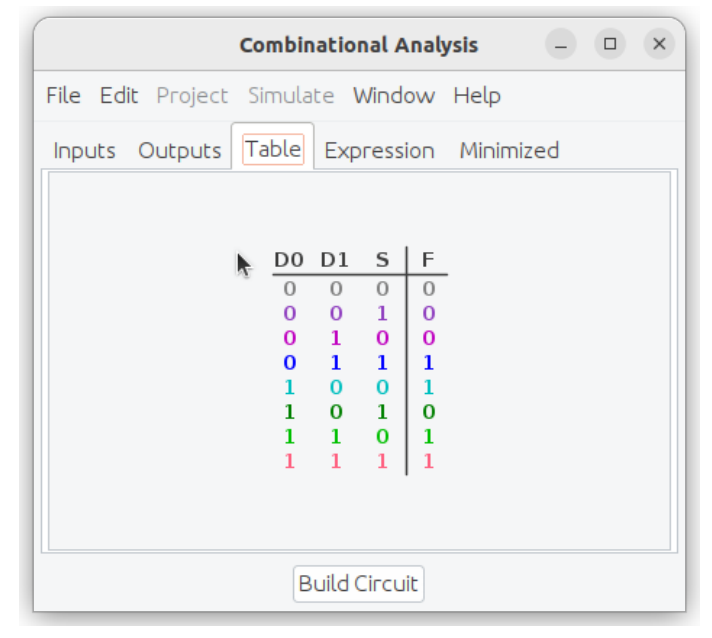 Combinational Analysis
File Edit Project Simulate Window Help
Inputs Outputs Table Expression Minimized
D0 D1 S F
0 0 0 0
0 0 1 0
0 1 0 0
0 1 1 1
1 0 0 1
1 0 1 0
1 1 0 1
1 1 1 1
Build Circuit